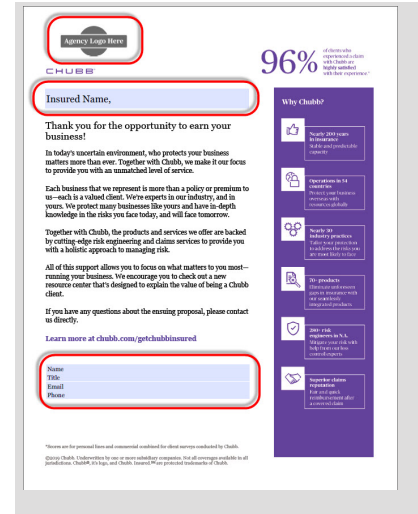 Agency Logo Here
CHUBB
96%
of clients who
experienced a claim
with Chubb are
highly satisfied
with their experience.*
Insured Name,
Thank you for the opportunity to earn your
business!
In today's uncertain environment, who protects your business
matters more than ever. Together with Chubb, we make it our focus
to provide you with an unmatched level of service.
Each business that we represent is more than a policy or premium to
us—each is a valued client. We're experts in our industry, and in
yours. We protect many businesses like yours and have in-depth
knowledge in the risks you face today, and will face tomorrow.
Together with Chubb, the products and services we offer are backed
by cutting-edge risk engineering and claims services to provide you
with a holistic approach to managing risk.
All of this support allows you to focus on what matters to you most—
running your business. We encourage you to check out a new
resource center that's designed to explain the value of being a Chubb
client.
If you have any questions about the ensuing proposal, please contact
us directly.
Learn more at chubb.com/getchubbinsured
Name
Title
Email
Phone
Why Chubb?
Nearly 200 years
in insurance
Stable and predictable
capacity
Operations in 54
countries
Protect your business
overseas with
resources globally
Nearly 50
industry practices
Tailor your protection
to address the risks you
are most likely to face
70+ products
Eliminate unforeseen
gaps in insurance with
our seamlessly
integrated products
280+ risk
engineers in N.A.
Mitigate your risk with
help from our loss
control experts
Superior claims
reputation
Fair and quick
reimbursement after
a covered claim
*Scores are for personal lines and commercial combined for client surveys conducted by Chubb.
©2019 Chubb. Underwritten by one or more subsidiary companies. Not all coverages available in all
jurisdictions. Chubb®, it's logo, and Chubb. Insured.℠ are protected trademarks of Chubb.